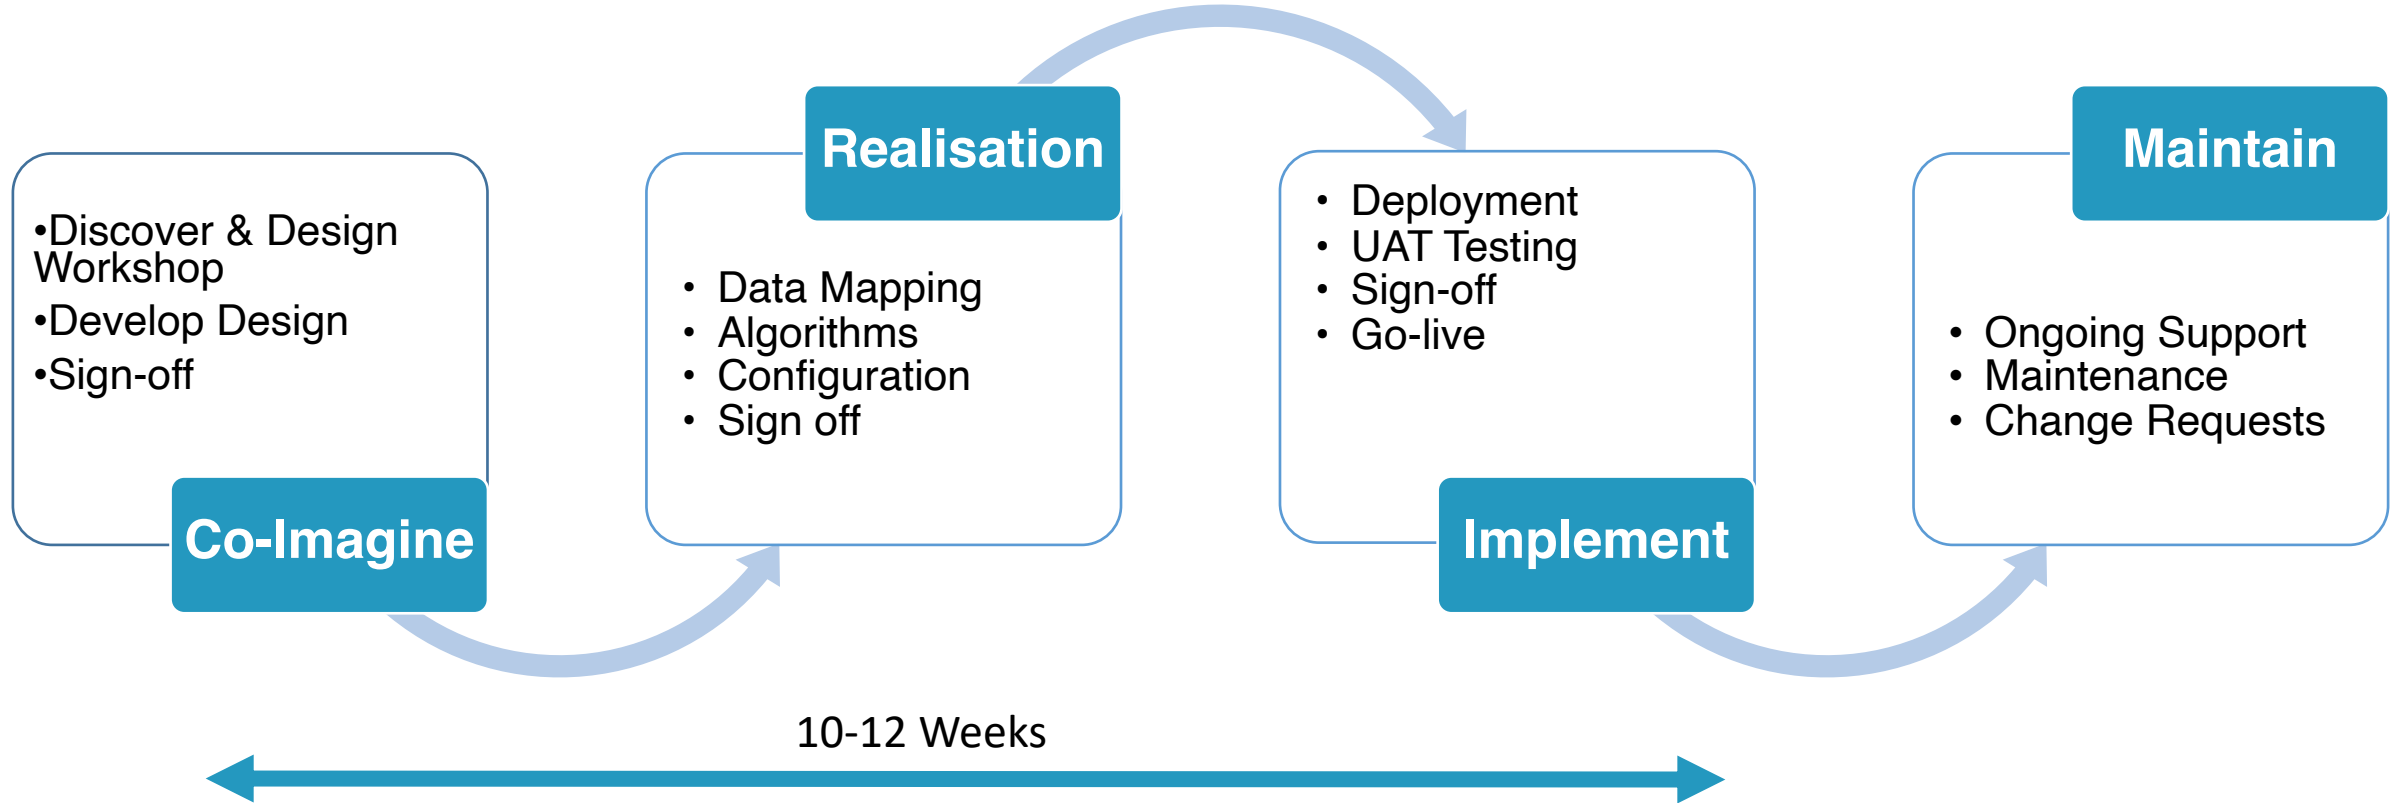 •Discover & Design
Workshop
•Develop Design
•Sign-off
Co-Imagine
Realisation
• Data Mapping
• Algorithms
• Configuration
• Sign off
• Deployment
• UAT Testing
• Sign-off
• Go-live
Implement
Maintain
• Ongoing Support
• Maintenance
• Change Requests
10-12 Weeks